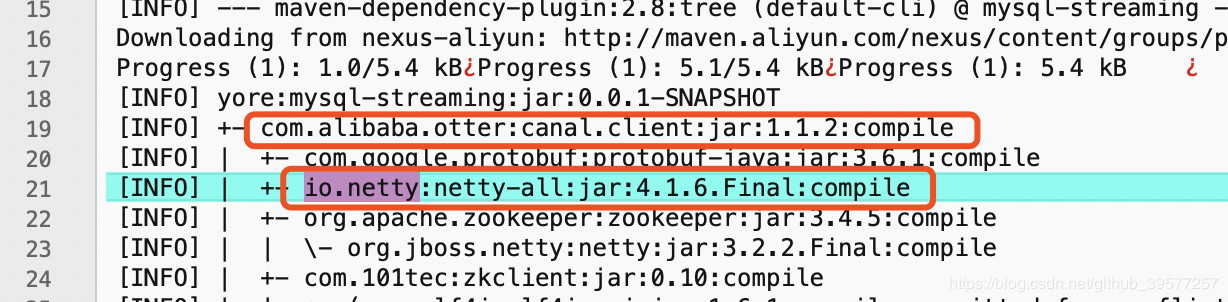 15 [INFO] --- maven-dependency-plugin:2.8:tree (default-cli) @ mysql-streaming -
16 Downloading from nexus-aliyun: http://maven.aliyun.com/nexus/content/groups/p
17 Progress (1): 1.0/5.4 kB¿Progress (1): 5.1/5.4 kB¿Progress (1): 5.4 kB    ¿
18 [INFO] yore:mysql-streaming:jar:0.0.1-SNAPSHOT
19 [INFO] +- com.alibaba.otter:canal.client:jar:1.1.2:compile
20 [INFO] |  +- com.google.protobuf:protobuf-java:jar:3.6.1:compile
21 [INFO] |  +- io.netty:netty-all:jar:4.1.6.Final:compile
22 [INFO] |  +- org.apache.zookeeper:zookeeper:jar:3.4.5:compile
23 [INFO] |  |  \- org.jboss.netty:netty:jar:3.2.2.Final:compile
24 [INFO] |  +- com.101tec:zkclient:jar:0.10:compile
https://blog.csdn.net/github_39577257